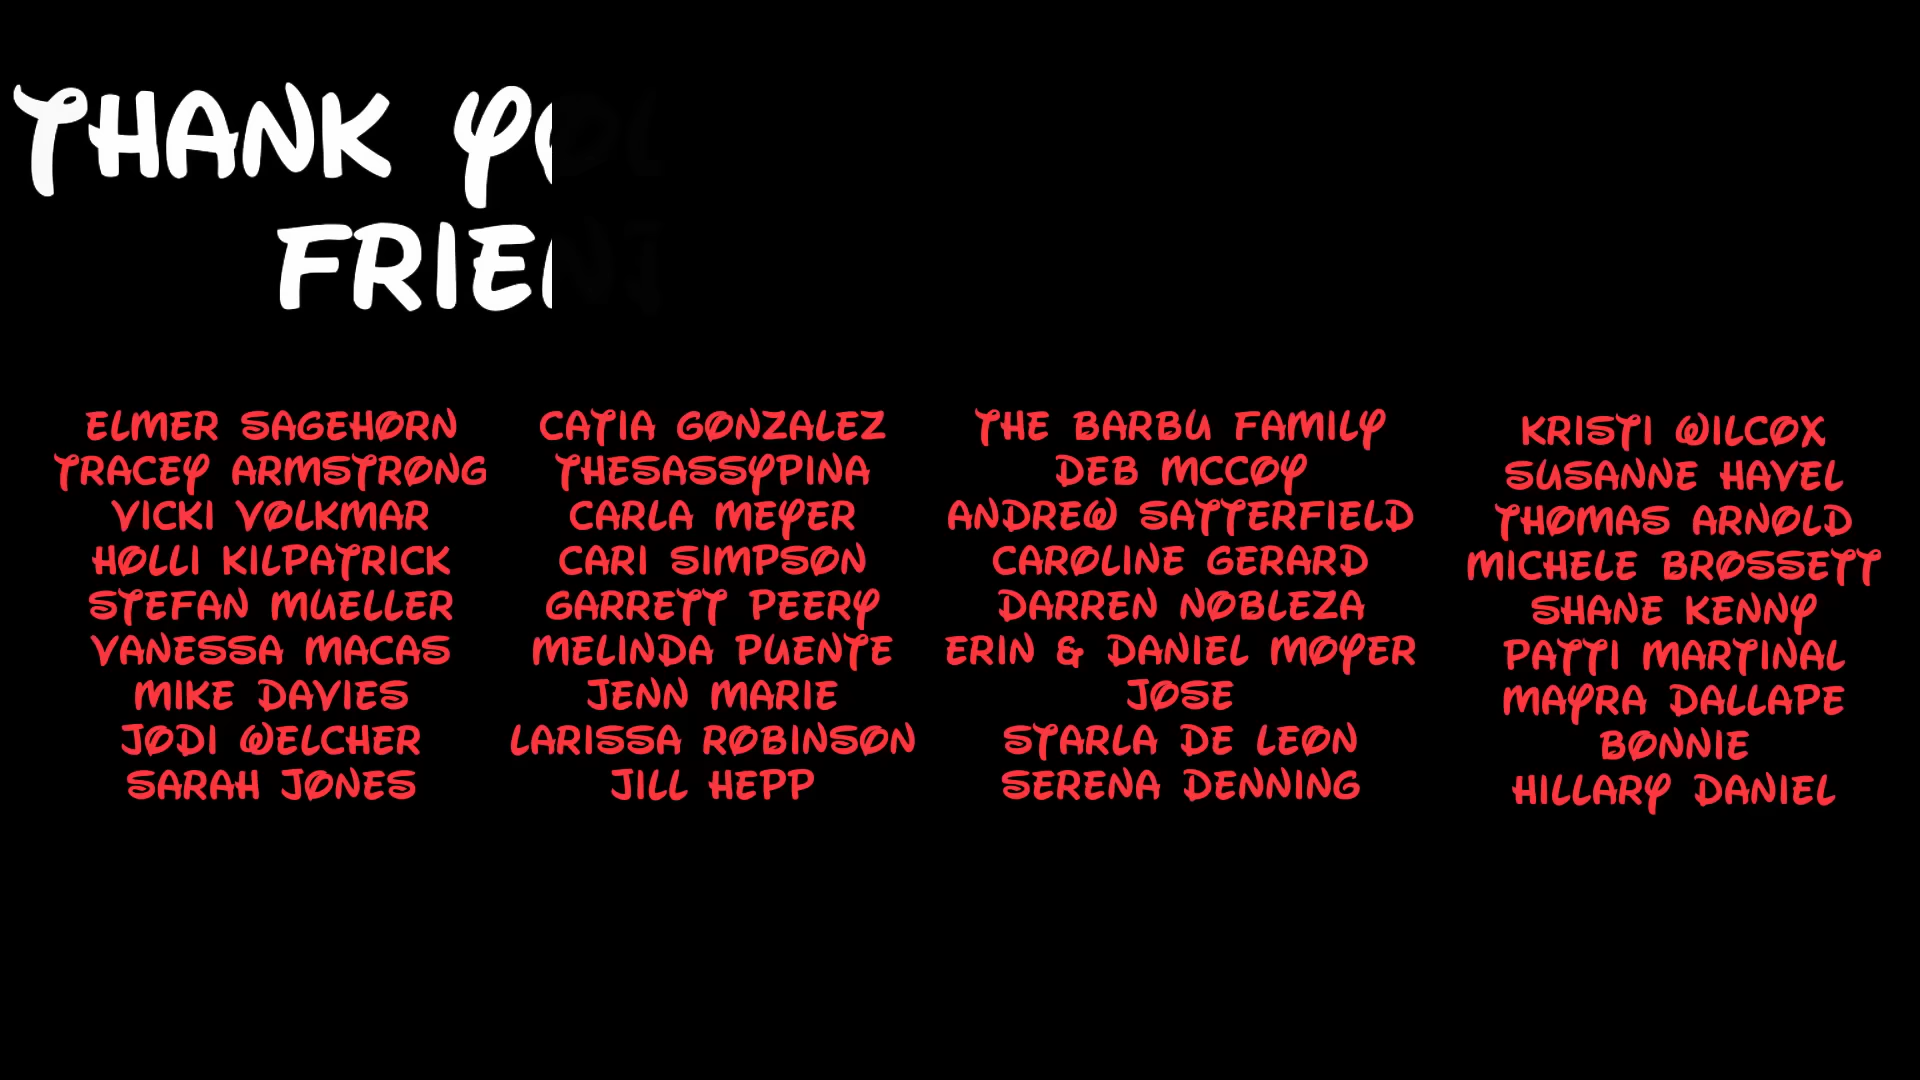 THANK YO
FRIEN
ELMER SAGEHORN
TRACEY ARMSTRONG
VICKI VOLKMAR
HOLLI KILPATRICK
STEFAN MUELLER
VANESSA MACAS
MIKE DAVIES
JODI WELCHER
SARAH JONES
CATIA GONZALEZ
THESASSYPINA
CARLA MEYER
CARI SIMPSON
GARRETT PEERY
MELINDA PUENTE
JENN MARIE
LARISSA ROBINSON
JILL HEPP
THE BARBU FAMILY
DEB MCCOY
ANDREW SATTERFIELD
CAROLINE GERARD
DARREN NOBLEZA
ERIN & DANIEL MOYER
JOSE
STARLA DE LEON
SERENA DENNING
KRISTI WILCOX
SUSANNE HAVEL
THOMAS ARNOLD
MICHELE BROSSETT
SHANE KENNY
PATTI MARTINAL
MAYRA DALLAPE
BONNIE
HILLARY DANIEL